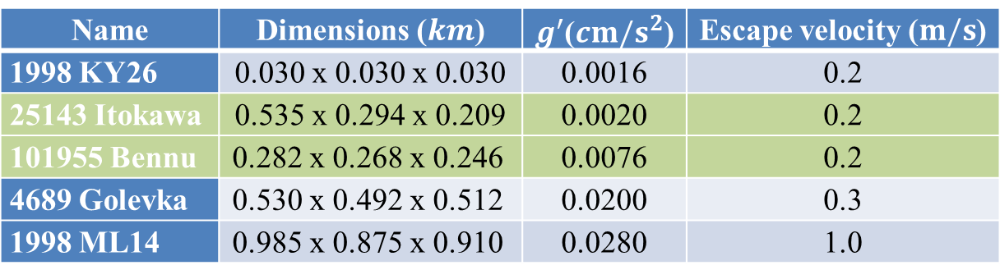 Name Dimensions (km) g′(cm/s²) Escape velocity (m/s)
1998 KY26 0.030 x 0.030 x 0.030 0.0016 0.2
25143 Itokawa 0.535 x 0.294 x 0.209 0.0020 0.2
101955 Bennu 0.282 x 0.268 x 0.246 0.0076 0.2
4689 Golevka 0.530 x 0.492 x 0.512 0.0200 0.3
1998 ML14 0.985 x 0.875 x 0.910 0.0280 1.0